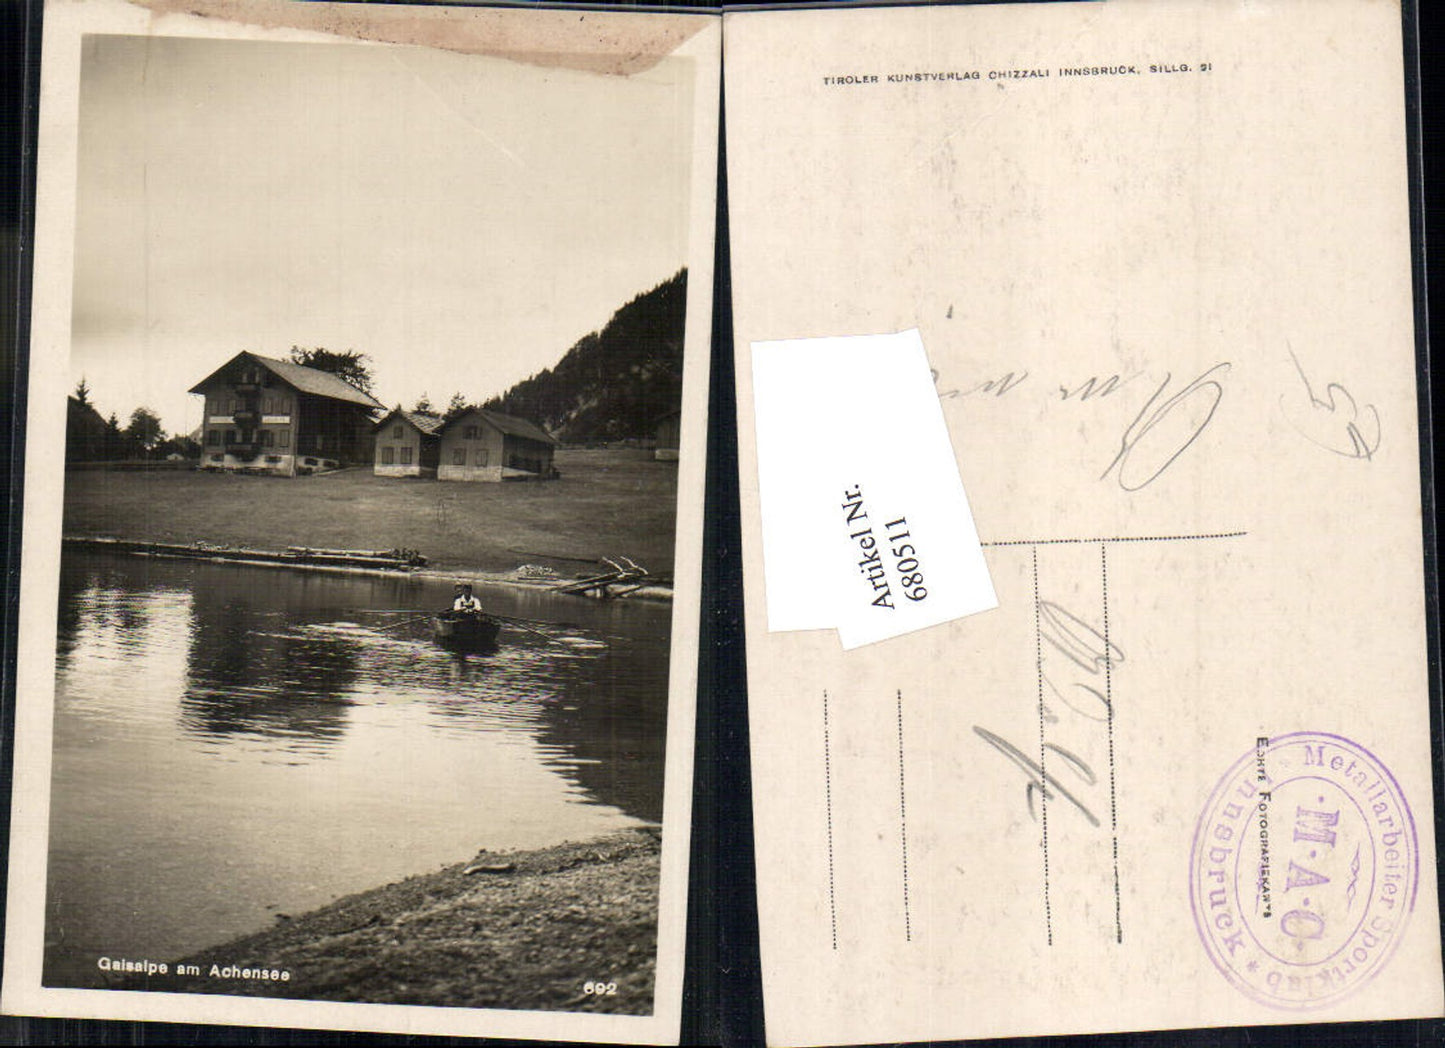 Gaisalpe am Achensee
692
TIROLER KUNSTVERLAG CHIZZALI INNSBRUCK, SILLG. 21
Artikel Nr.
680511
ECHTE FOTOGRAFIEKARTE
Metallarbeiter Sportklub
* Innsbruck *
·M·A·C·